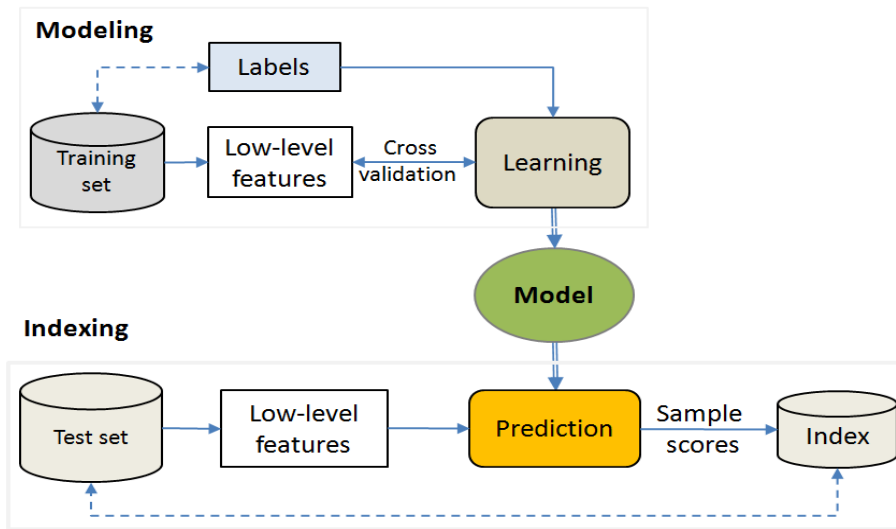 Modeling
Labels
Training
set
Low-level
features
Cross
validation
Learning
Model
Indexing
Test set
Low-level
features
Prediction
Sample
scores
Index